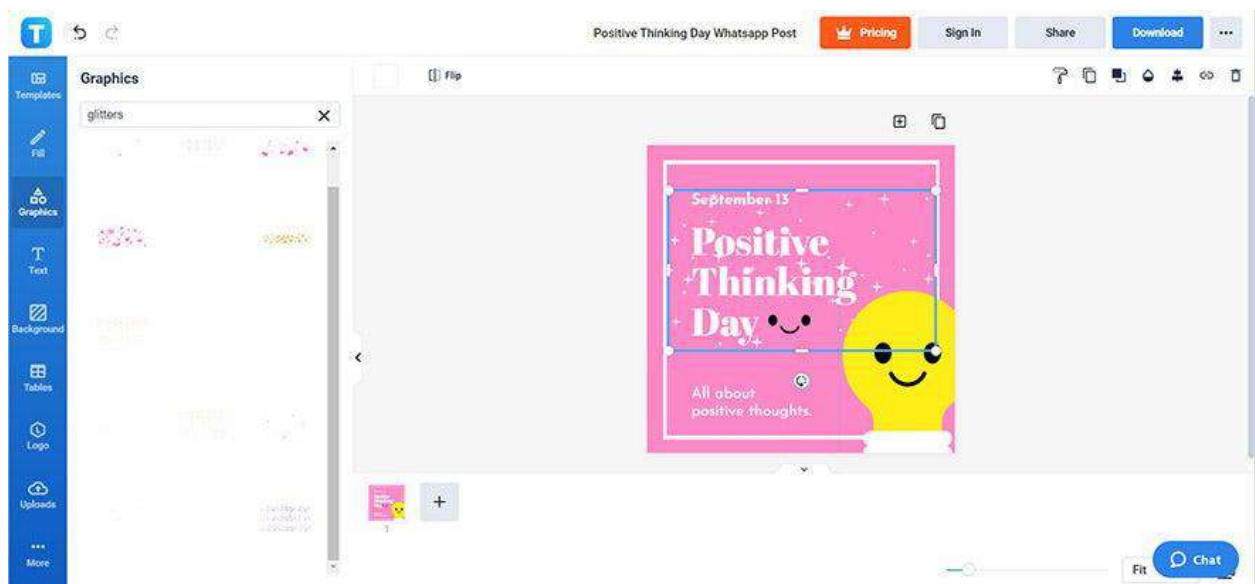 T
Positive Thinking Day Whatsapp Post
Pricing
Sign In
Share
Download
Templates
Fill
Graphics
Text
Background
Tables
Logo
Uploads
More
Graphics
glitters
Flip
September 13
Positive
Thinking
Day
All about
positive thoughts.
1
Fit
Chat